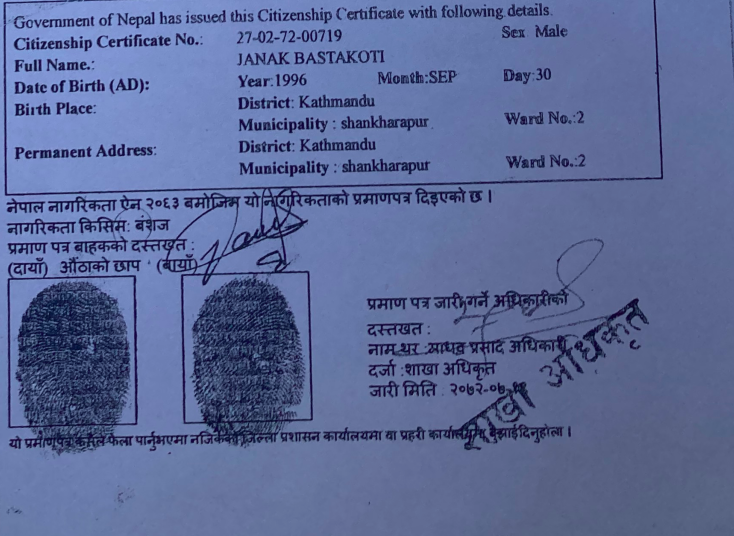 Government of Nepal has issued this Citizenship Certificate with following details.
Citizenship Certificate No.: 27-02-72-00719 Sex Male
Full Name.: JANAK BASTAKOTI
Date of Birth (AD): Year:1996 Month:SEP Day:30
Birth Place: District: Kathmandu
Municipality : shankharapur Ward No.:2
Permanent Address: District: Kathmandu
Municipality : shankharapur Ward No.:2
नेपाल नागरिकता ऐन २०६३ बमोजिम यो नागरिकताको प्रमाणपत्र दिइएको छ ।
नागरिकता किसिम: बंशज
प्रमाण पत्र बाहकको दस्तखत :
(दायाँ) औंठाको छाप (बायाँ)
प्रमाण पत्र जारी गर्ने अधिकारीको
दस्तखत :
नाम थर : माधव प्रसाद अधिकारी
दर्जा :शाखा अधिकृत
जारी मिति : २०७२-०७-
शाखा अधिकृत
यो प्रमाणपत्र कसैले फेला पार्नुभएमा नजिकको जिल्ला प्रशासन कार्यालयमा वा प्रहरी कार्यालयमा बुझाईदिनुहोला ।